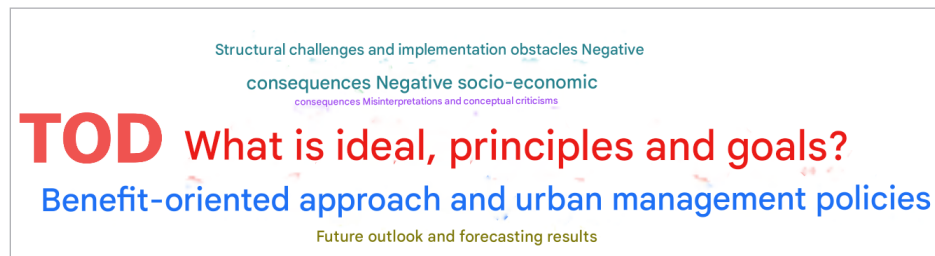 Structural challenges and implementation obstacles Negative
consequences Negative socio-economic
consequences Misinterpretations and conceptual criticisms
TOD What is ideal, principles and goals?
Benefit-oriented approach and urban management policies
Future outlook and forecasting results